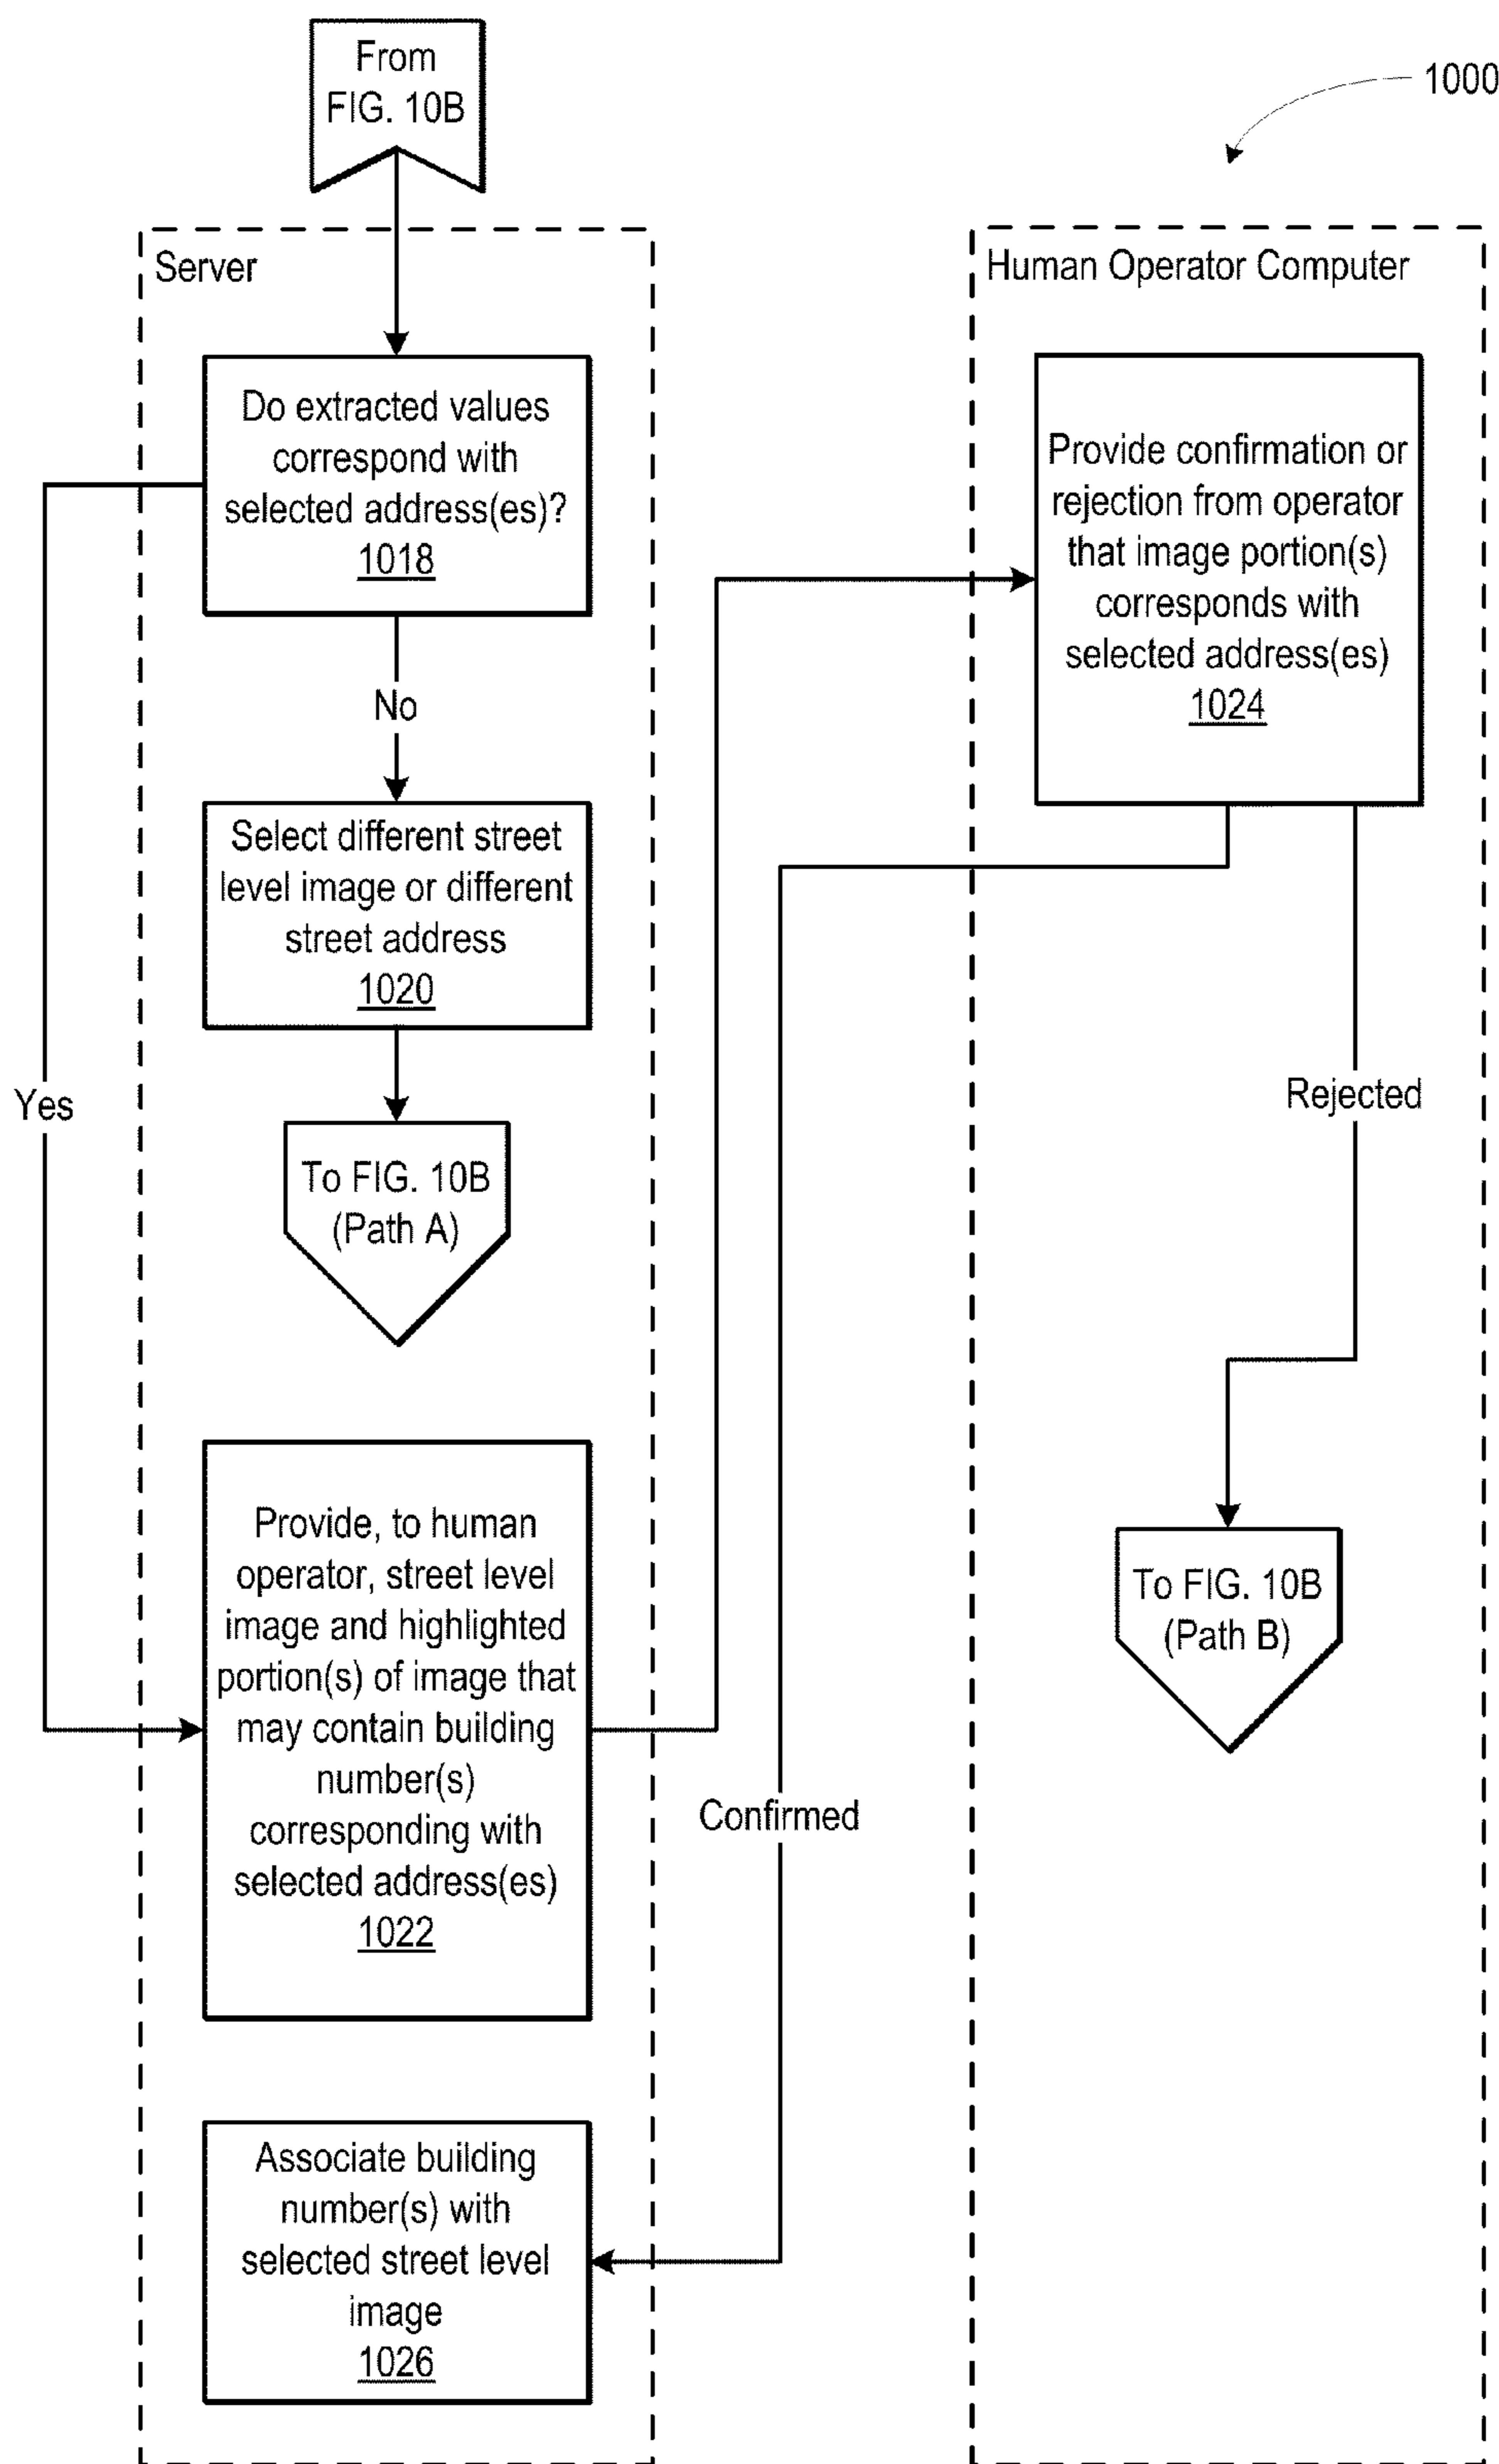 From
FIG. 10B
1000
Server
Human Operator Computer
Do extracted values
correspond with
selected address(es)?
1018
Provide confirmation or
rejection from operator
that image portion(s)
corresponds with
selected address(es)
1024
No
Select different street
level image or different
street address
1020
Yes
Rejected
To FIG. 10B
(Path A)
Provide, to human
operator, street level
image and highlighted
portion(s) of image that
may contain building
number(s)
corresponding with
selected address(es)
1022
To FIG. 10B
(Path B)
Confirmed
Associate building
number(s) with
selected street level
image
1026